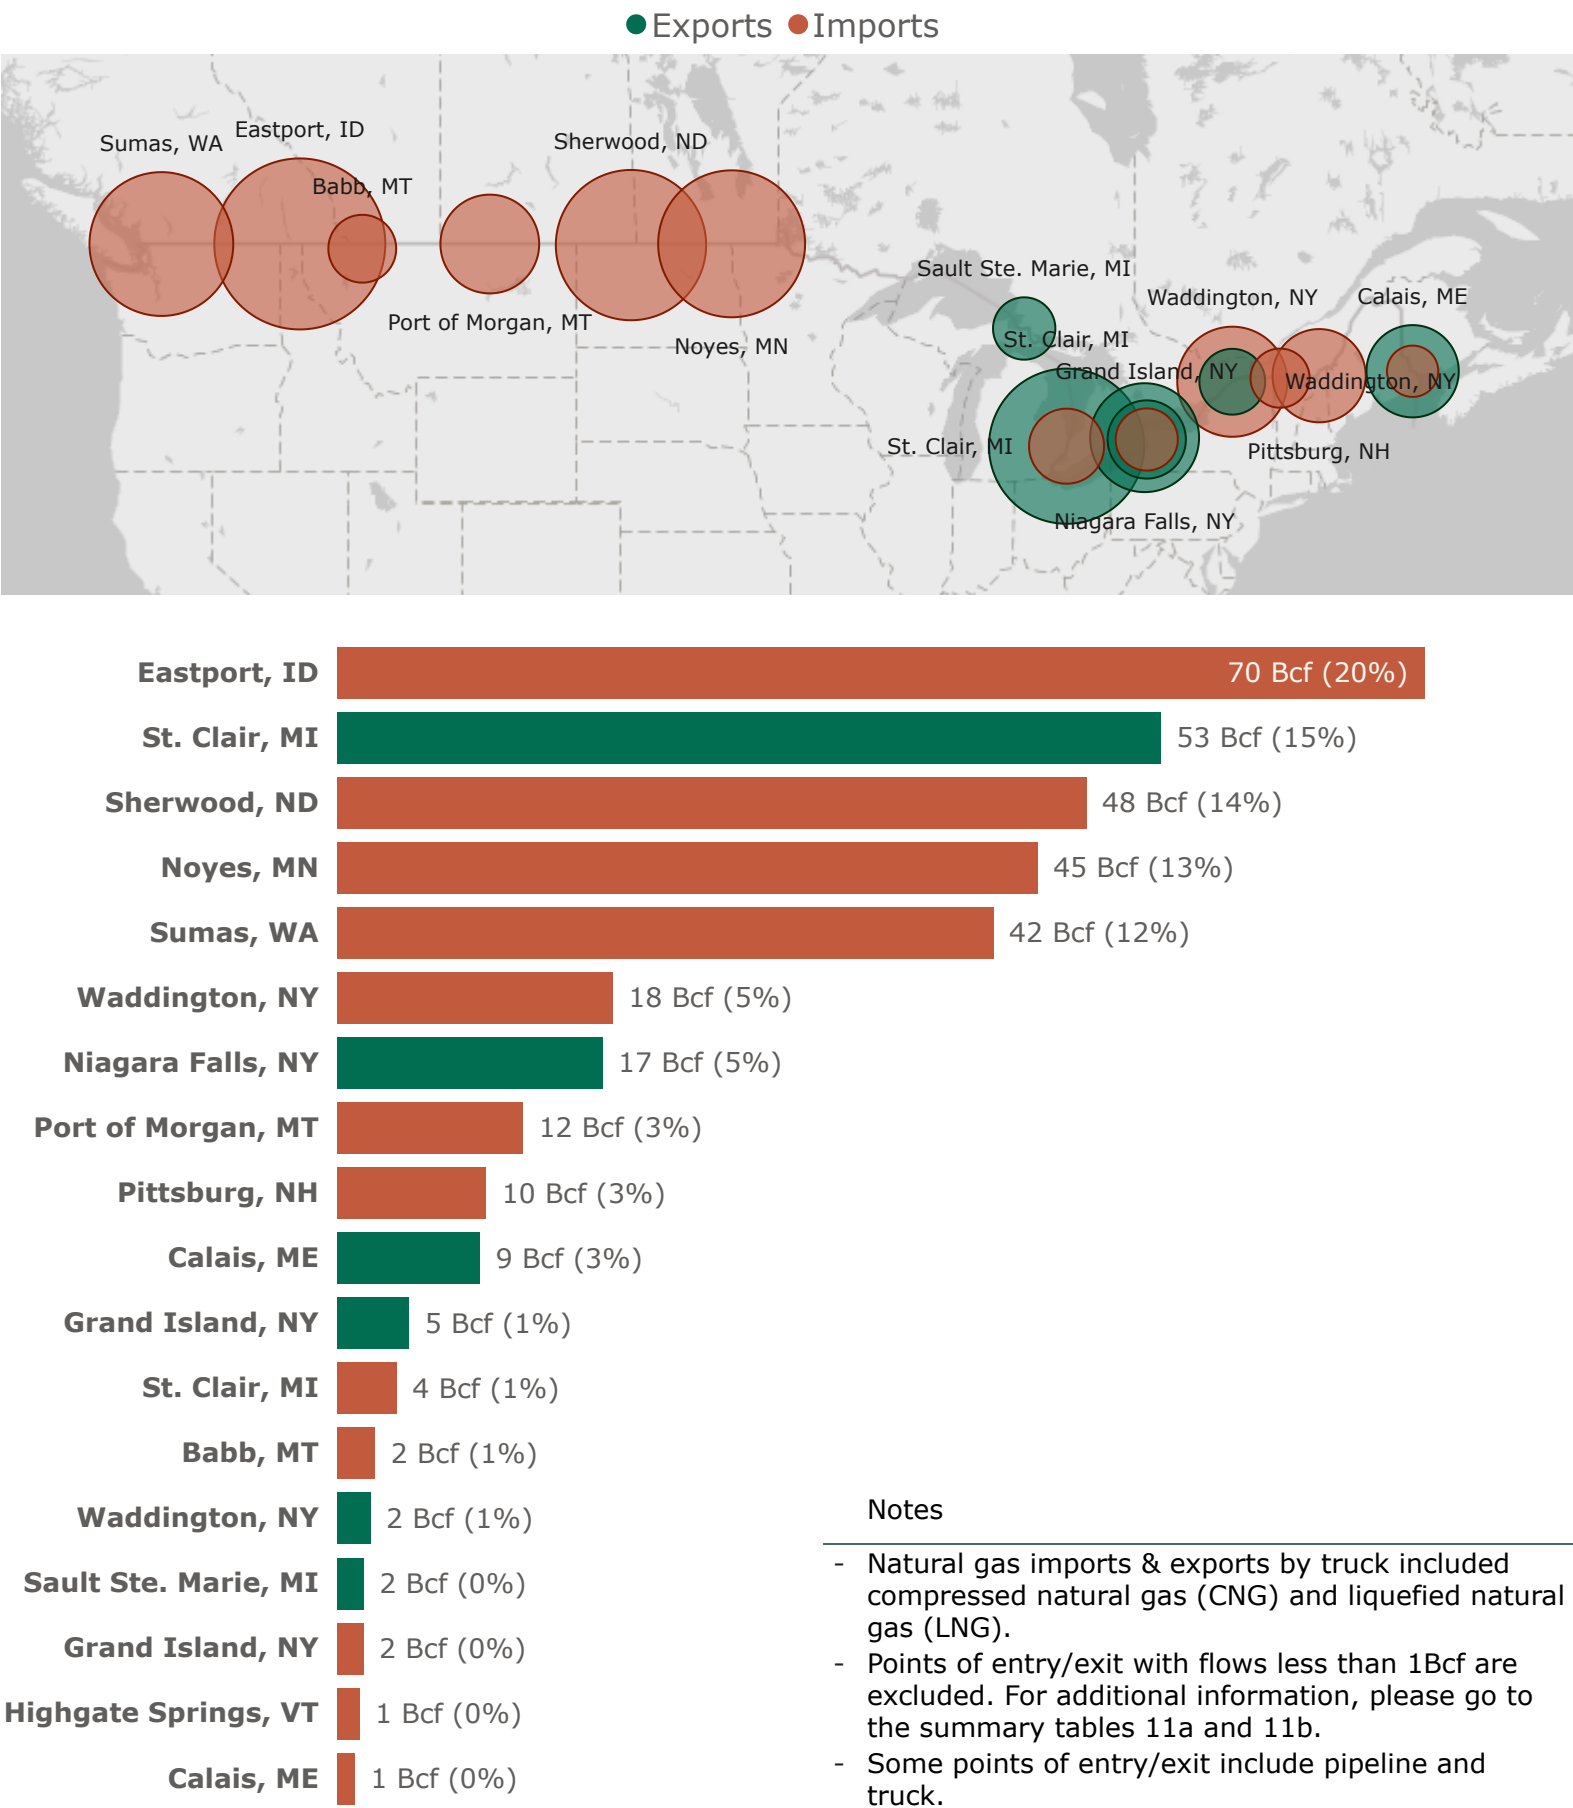 Exports Imports
Sumas, WA
Eastport, ID
Babb, MT
Sherwood, ND
Port of Morgan, MT
Noyes, MN
Sault Ste. Marie, MI
St. Clair, MI
Grand Island, NY
Waddington, NY
Calais, ME
Waddington, NY
St. Clair, MI
Pittsburg, NH
Niagara Falls, NY
Eastport, ID 70 Bcf (20%)
St. Clair, MI 53 Bcf (15%)
Sherwood, ND 48 Bcf (14%)
Noyes, MN 45 Bcf (13%)
Sumas, WA 42 Bcf (12%)
Waddington, NY 18 Bcf (5%)
Niagara Falls, NY 17 Bcf (5%)
Port of Morgan, MT 12 Bcf (3%)
Pittsburg, NH 10 Bcf (3%)
Calais, ME 9 Bcf (3%)
Grand Island, NY 5 Bcf (1%)
St. Clair, MI 4 Bcf (1%)
Babb, MT 2 Bcf (1%)
Waddington, NY 2 Bcf (1%)
Sault Ste. Marie, MI 2 Bcf (0%)
Grand Island, NY 2 Bcf (0%)
Highgate Springs, VT 1 Bcf (0%)
Calais, ME 1 Bcf (0%)
Notes
- Natural gas imports & exports by truck included
compressed natural gas (CNG) and liquefied natural
gas (LNG).
- Points of entry/exit with flows less than 1Bcf are
excluded. For additional information, please go to
the summary tables 11a and 11b.
- Some points of entry/exit include pipeline and
truck.